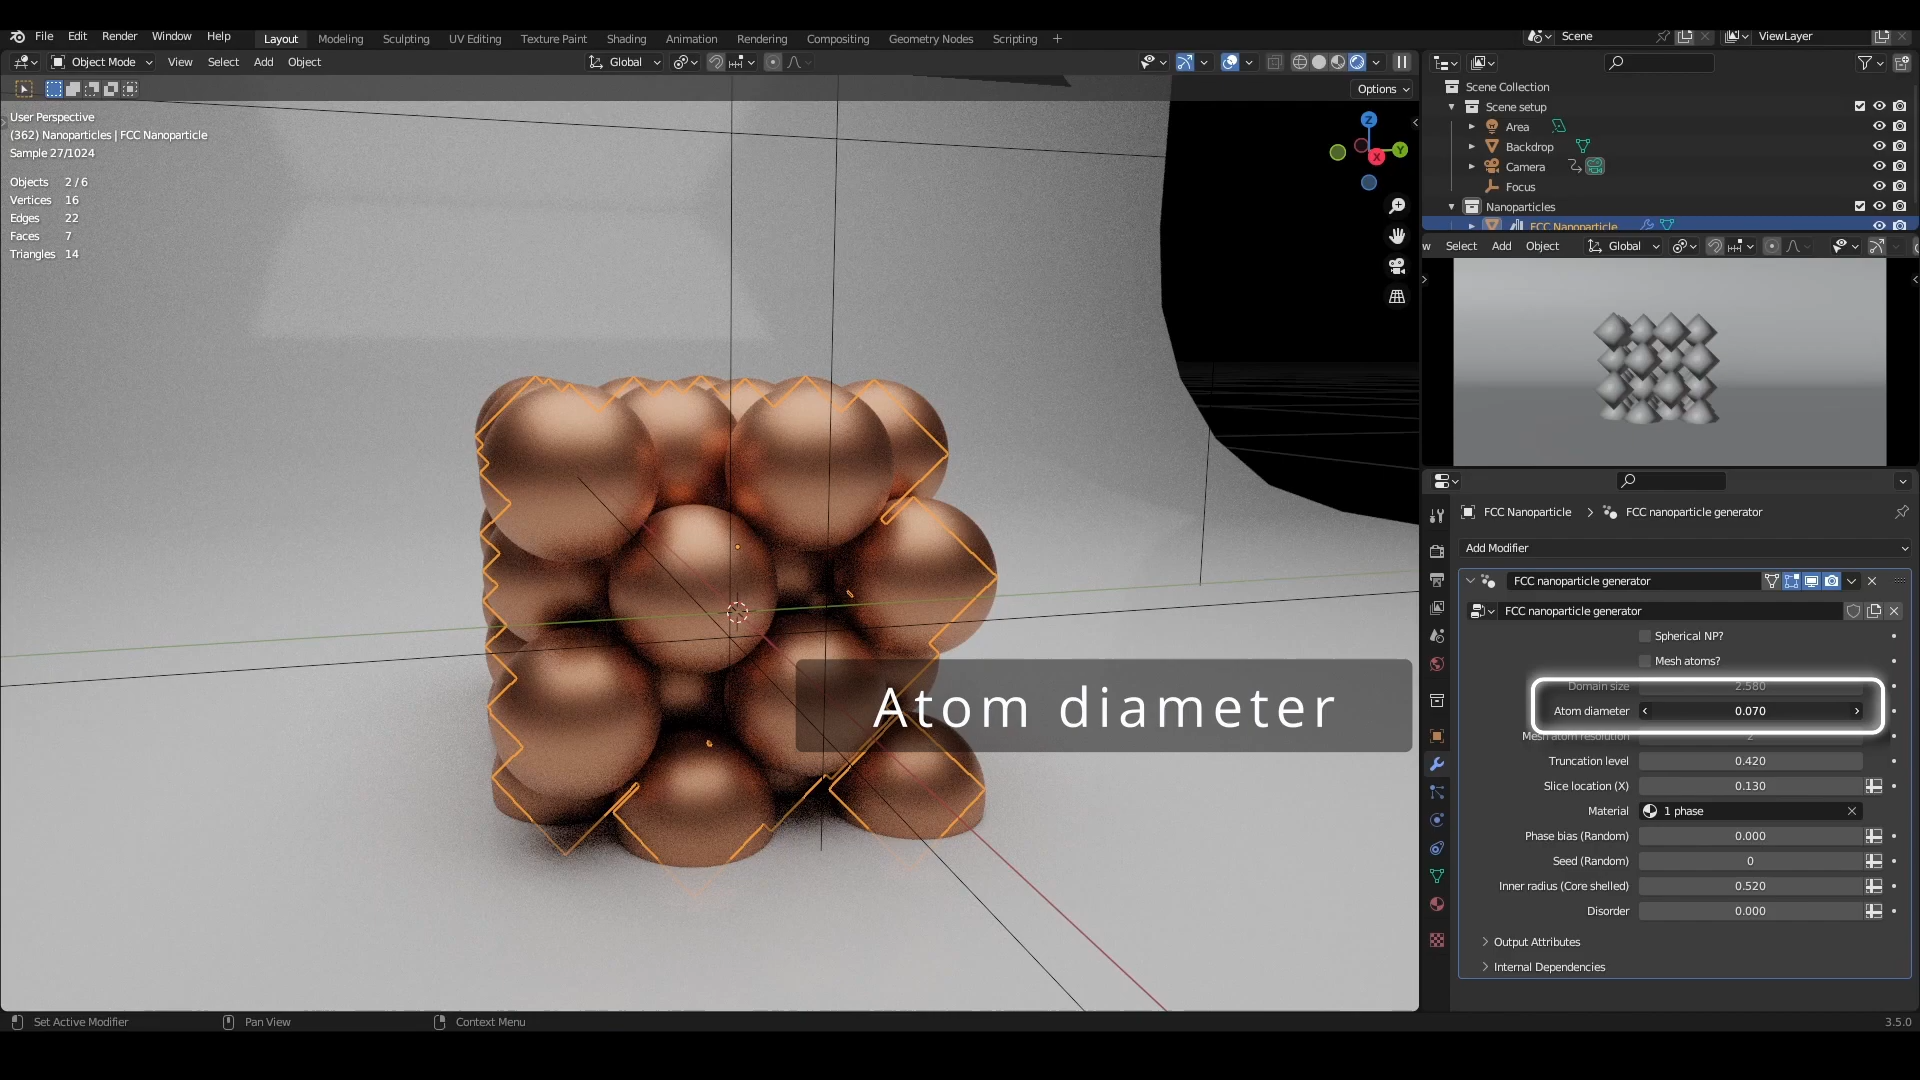 File Edit Render Window Help Layout Modeling Sculpting UV Editing Texture Paint Shading Animation Rendering Compositing Geometry Nodes Scripting + Scene ViewLayer
Object Mode View Select Add Object Global
Options
User Perspective
(362) Nanoparticles | FCC Nanoparticle
Sample 27/1024
Objects 2 / 6
Vertices 16
Edges 22
Faces 7
Triangles 14
Z
Y
X
Atom diameter
Scene Collection
Scene setup
Area
Backdrop
Camera
Focus
Nanoparticles
FCC Nanoparticle
w Select Add Object Global
FCC Nanoparticle > FCC nanoparticle generator
Add Modifier
FCC nanoparticle generator
FCC nanoparticle generator
Spherical NP?
Mesh atoms?
Domain size 2.580
Atom diameter < 0.070 >
Mesh atom resolution 2
Truncation level 0.420
Slice location (X) 0.130
Material 1 phase
Phase bias (Random) 0.000
Seed (Random) 0
Inner radius (Core shelled) 0.520
Disorder 0.000
> Output Attributes
> Internal Dependencies
Set Active Modifier Pan View Context Menu 3.5.0